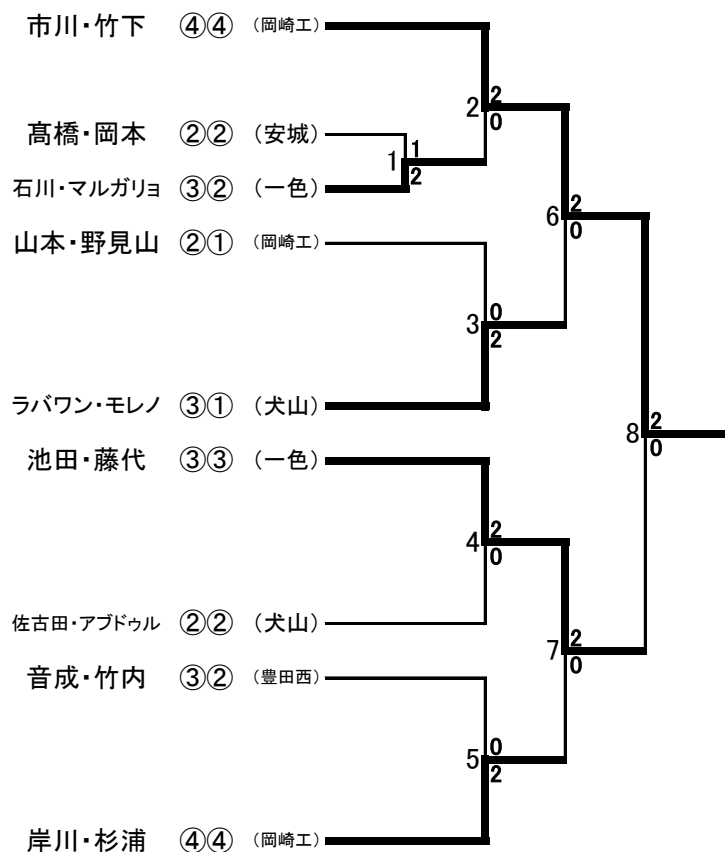 市川・竹下 ④④ (岡崎工)
2
2
0
髙橋・岡本 ②② (安城)
1
1
2
石川・マルガリョ ③② (一色)
6
2
0
山本・野見山 ②① (岡崎工)
3
0
2
ラバワン・モレノ ③① (犬山)
8
2
0
池田・藤代 ③③ (一色)
4
2
0
佐古田・アブドゥル ②② (犬山)
7
2
0
音成・竹内 ③② (豊田西)
5
0
2
岸川・杉浦 ④④ (岡崎工)